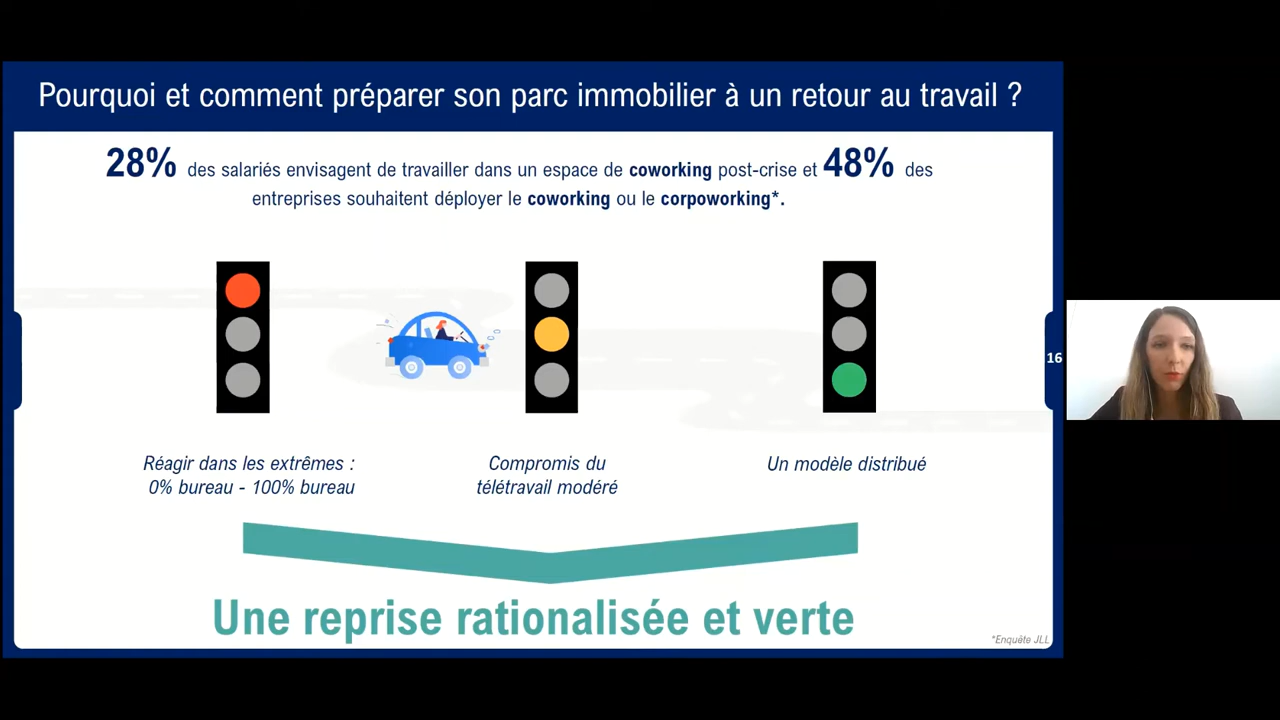 Pourquoi et comment préparer son parc immobilier à un retour au travail ?
28% des salariés envisagent de travailler dans un espace de coworking post-crise et 48% des
entreprises souhaitent déployer le coworking ou le corpoworking*.
16
Réagir dans les extrêmes :
0% bureau - 100% bureau
Compromis du
télétravail modéré
Un modèle distribué
Une reprise rationalisée et verte
*Enquête JLL